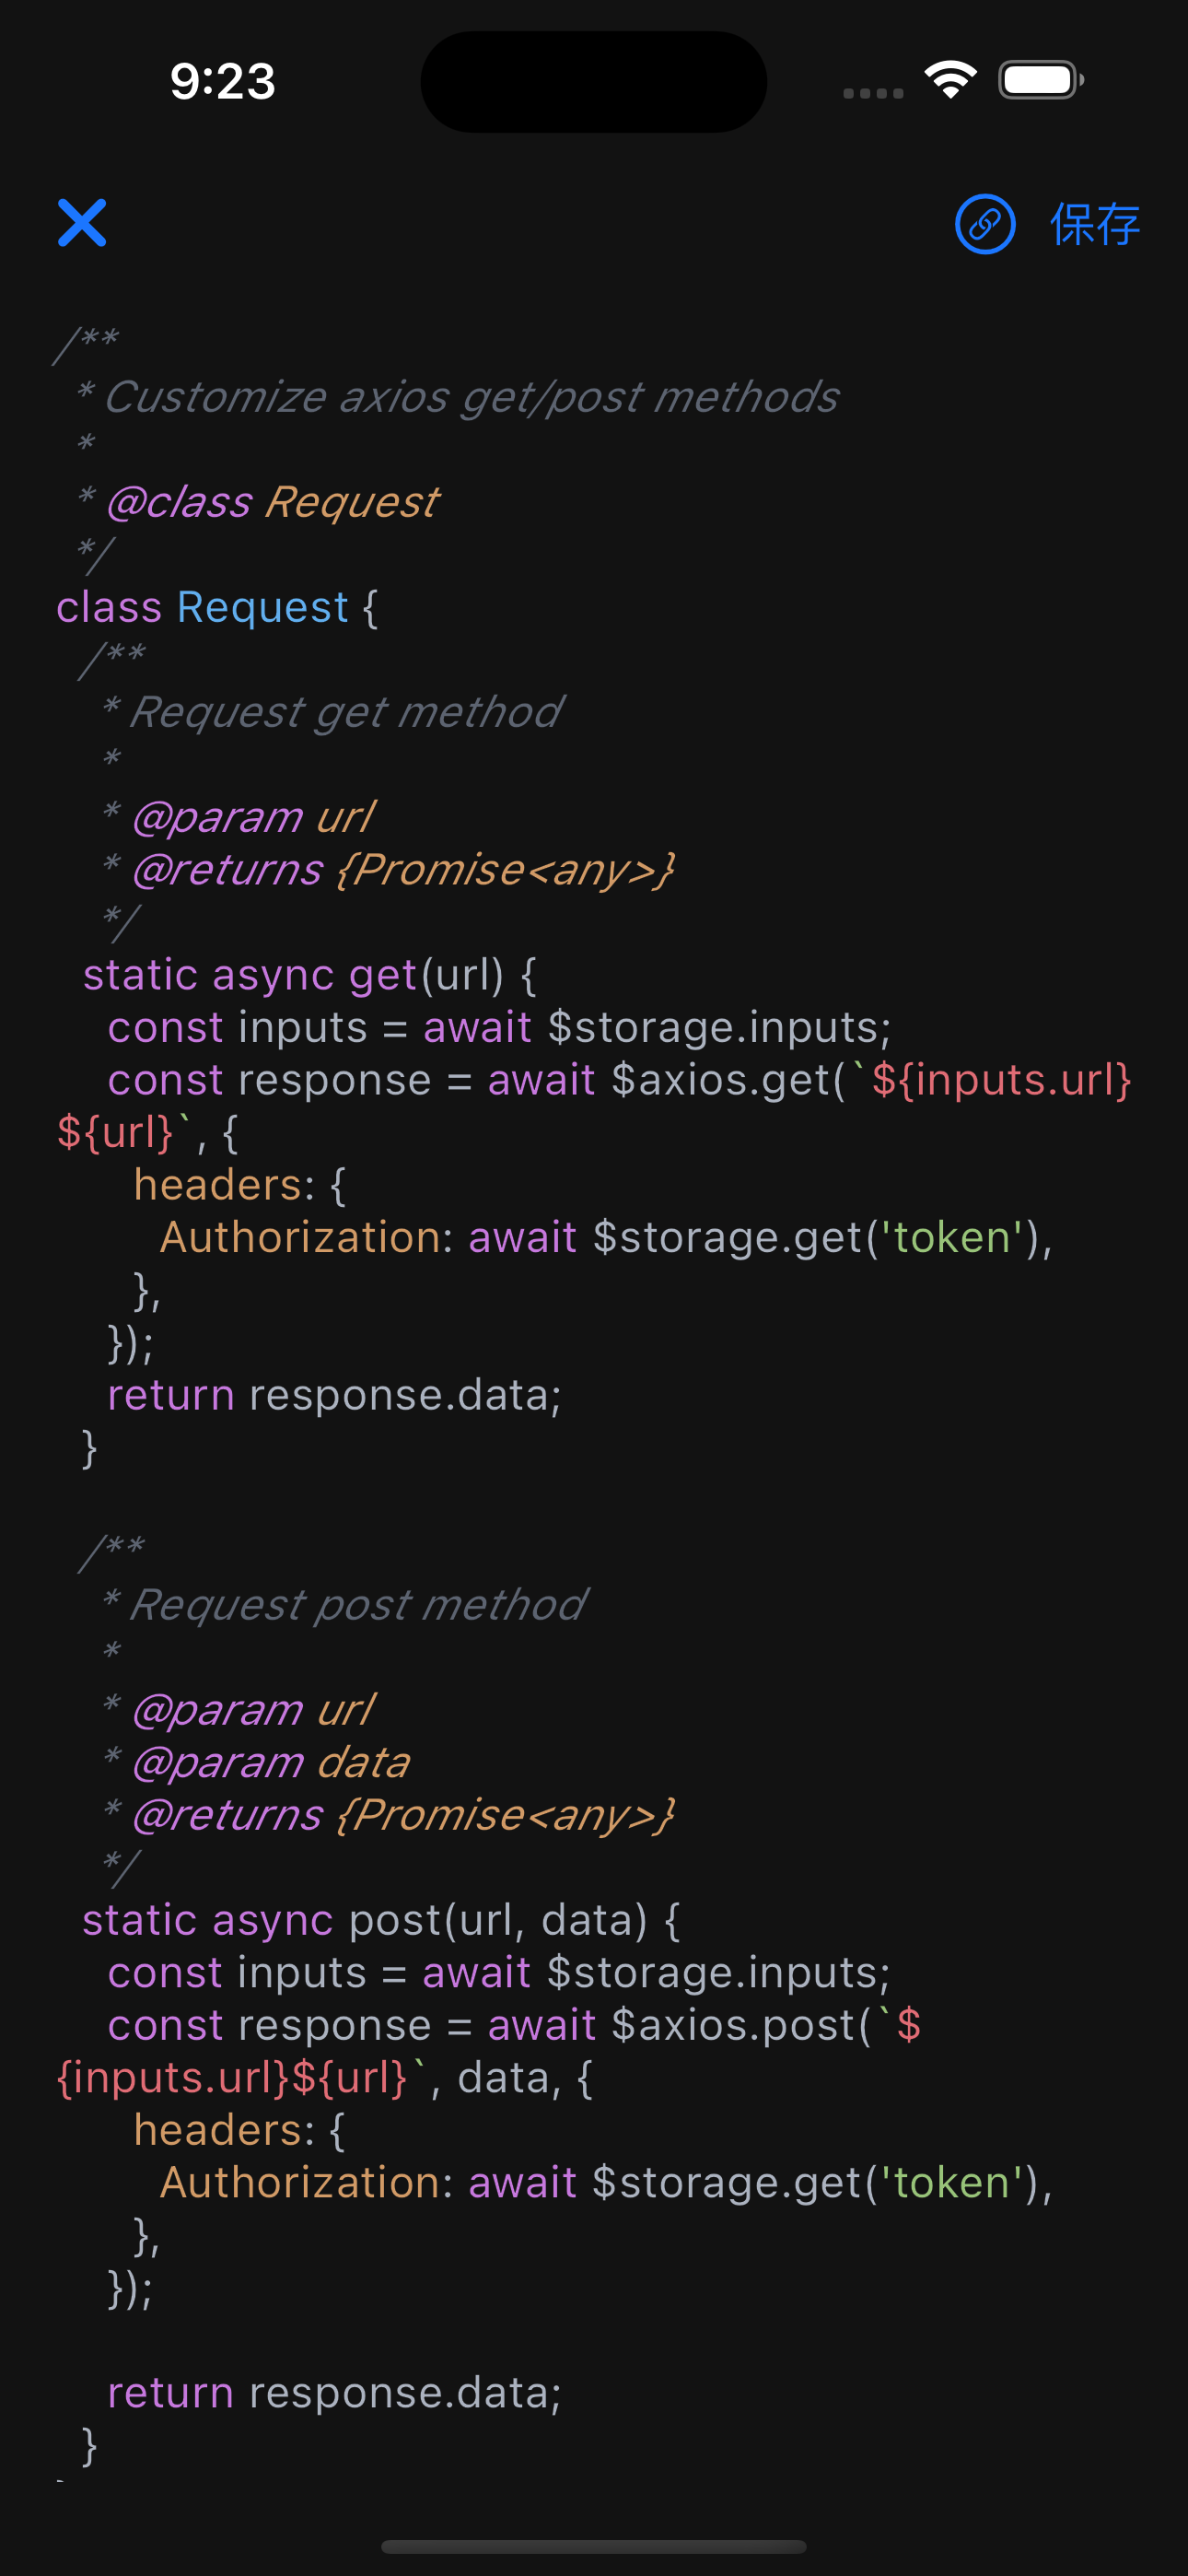 9:23
保存
/**
 * Customize axios get/post methods
 *
 * @class Request
 */
class Request {
  /**
   * Request get method
   *
   * @param url
   * @returns {Promise<any>}
   */
  static async get(url) {
    const inputs = await $storage.inputs;
    const response = await $axios.get(`${inputs.url}
${url}`, {
      headers: {
        Authorization: await $storage.get('token'),
      },
    });
    return response.data;
  }

  /**
   * Request post method
   *
   * @param url
   * @param data
   * @returns {Promise<any>}
   */
  static async post(url, data) {
    const inputs = await $storage.inputs;
    const response = await $axios.post(`$
{inputs.url}${url}`, data, {
      headers: {
        Authorization: await $storage.get('token'),
      },
    });

    return response.data;
  }